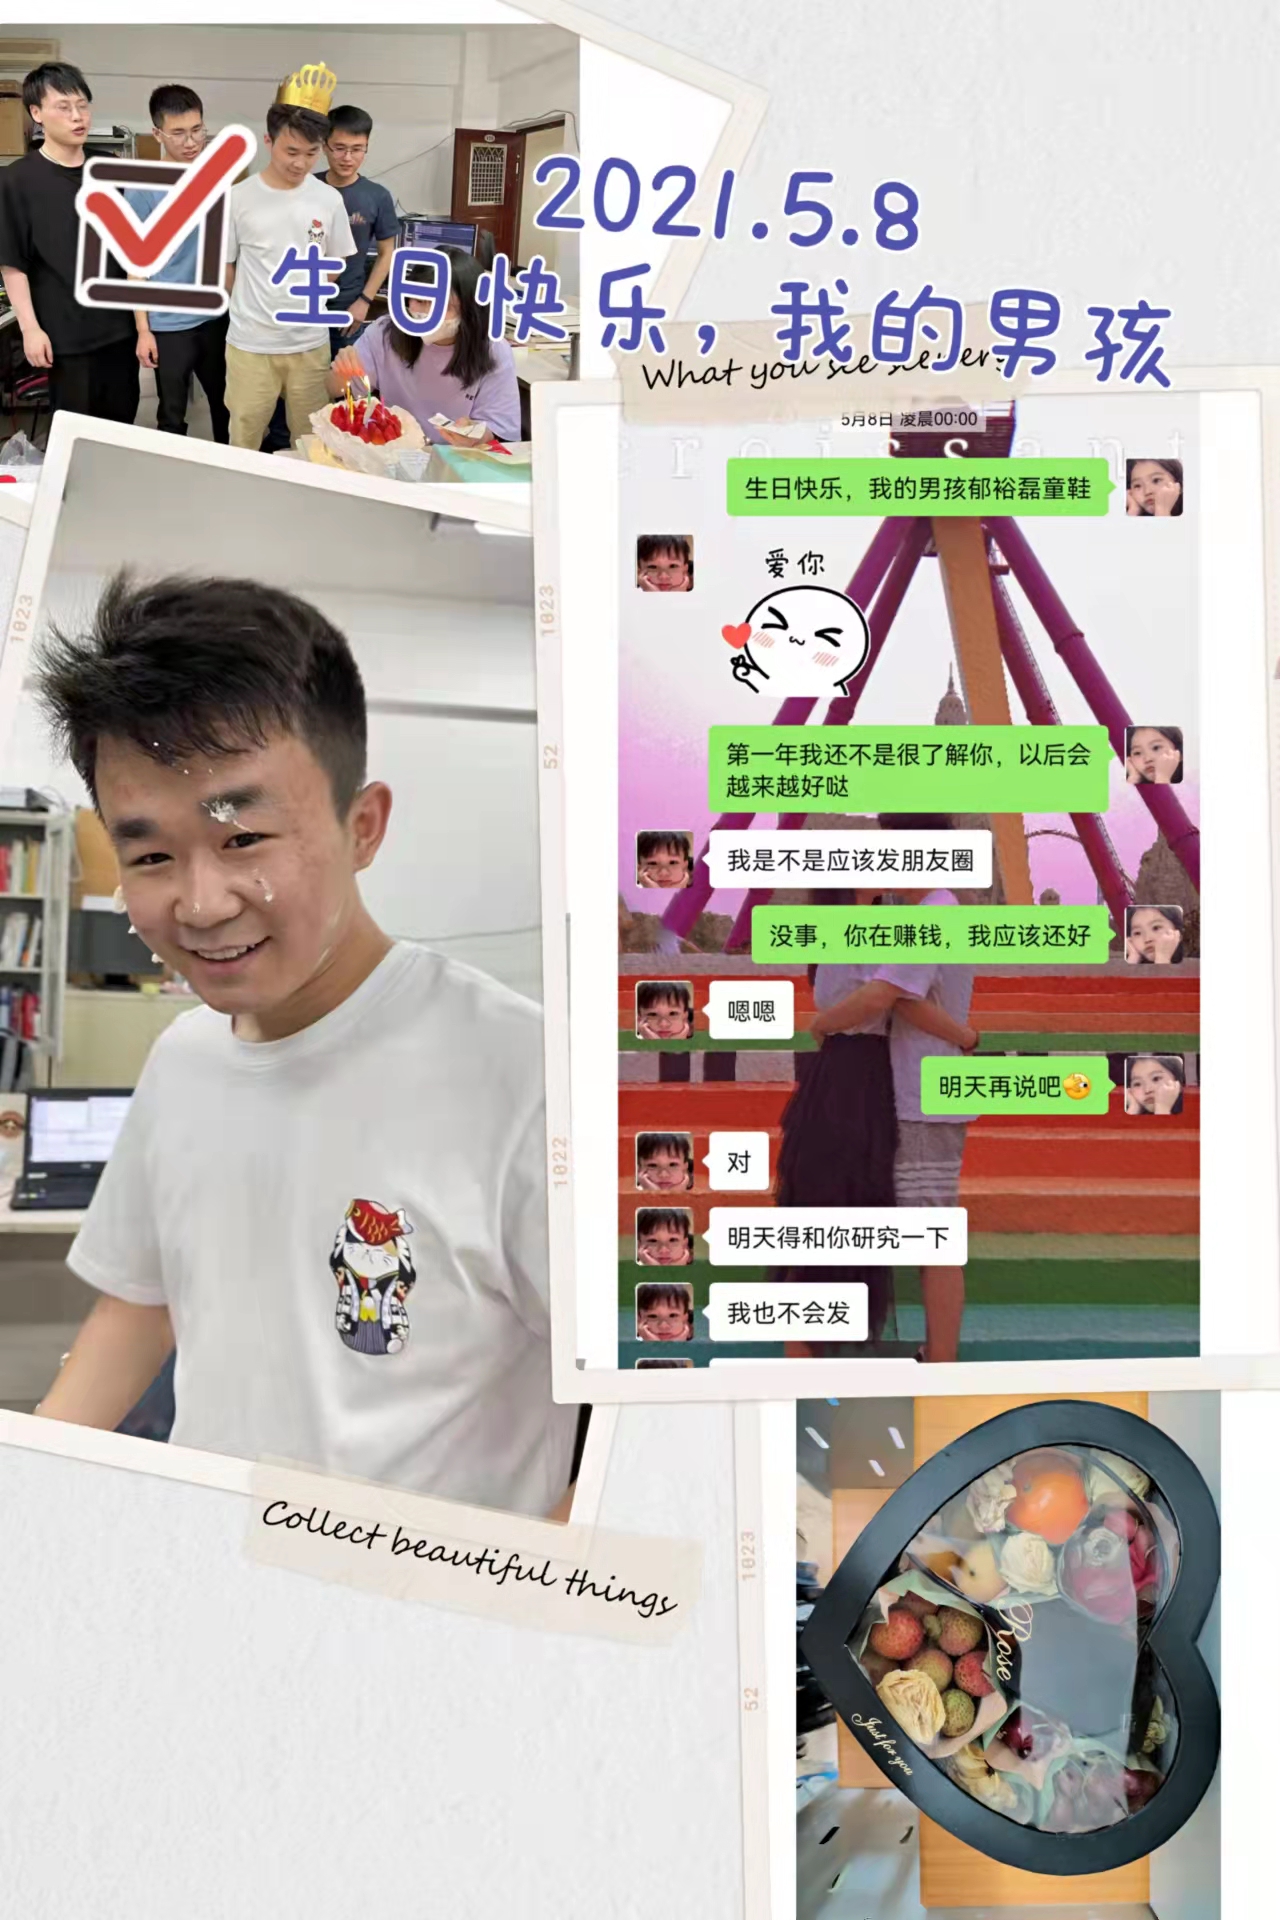 2021.5.8
生日快乐，我的男孩
What you see
5月8日 凌晨00:00
生日快乐，我的男孩郁裕磊童鞋
爱你
第一年我还不是很了解你，以后会
越来越好哒
我是不是应该发朋友圈
没事，你在赚钱，我应该还好
嗯嗯
明天再说吧
对
明天得和你研究一下
我也不会发
1023
1023
52
1022
Collect beautiful things
1023
52
Rose
Just for you